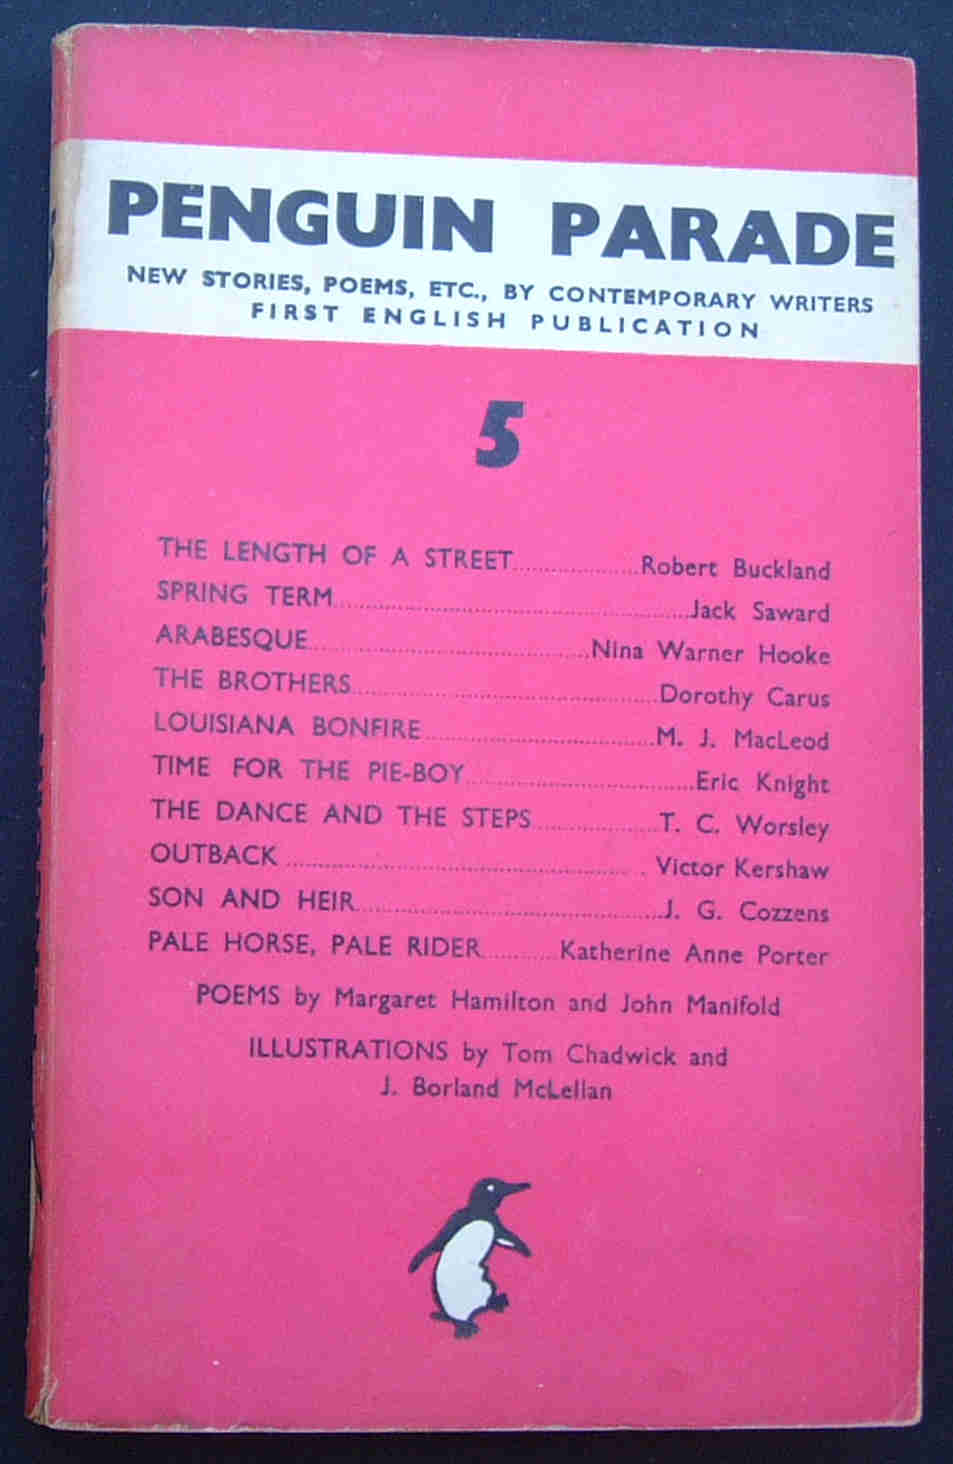 PENGUIN PARADE
NEW STORIES, POEMS, ETC., BY CONTEMPORARY WRITERS
FIRST ENGLISH PUBLICATION
5
THE LENGTH OF A STREET..................Robert Buckland
SPRING TERM..................Jack Saward
ARABESQUE..................Nina Warner Hooke
THE BROTHERS..................Dorothy Carus
LOUISIANA BONFIRE..................M. J. MacLeod
TIME FOR THE PIE-BOY..................Eric Knight
THE DANCE AND THE STEPS..................T. C. Worsley
OUTBACK..................Victor Kershaw
SON AND HEIR..................J. G. Cozzens
PALE HORSE, PALE RIDER...........Katherine Anne Porter
POEMS by Margaret Hamilton and John Manifold
ILLUSTRATIONS by Tom Chadwick and
J. Borland McLellan